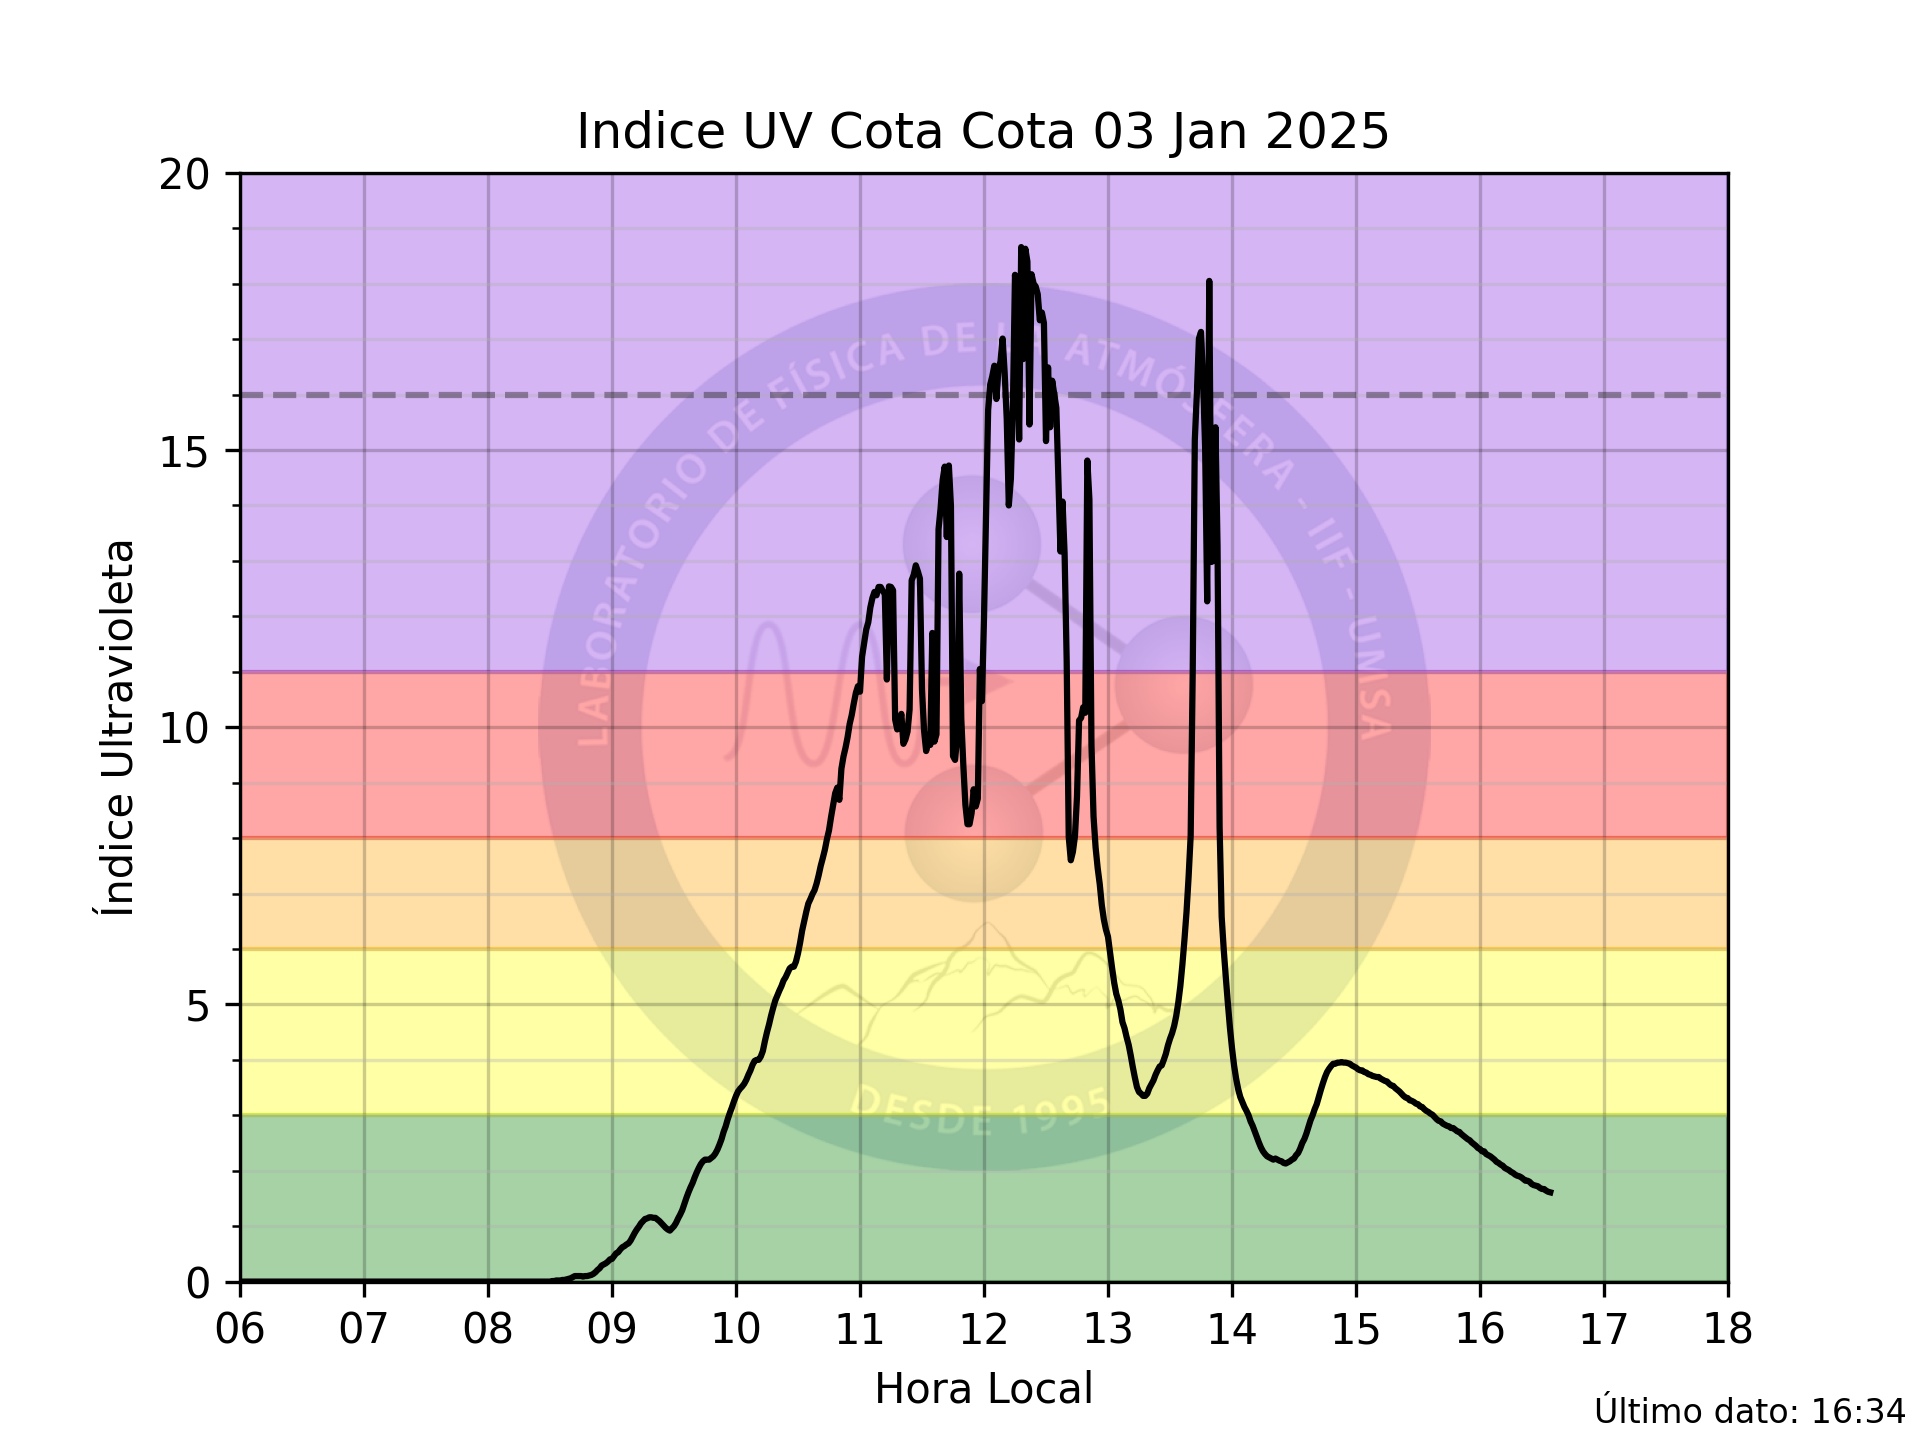 Indice UV Cota Cota 03 Jan 2025
20
15
10
5
0
Índice Ultravioleta
LABORATORIO DE FÍSICA DE LA ATMÓSFERA - IIF - UMSA
DESDE 1995
06 07 08 09 10 11 12 13 14 15 16 17 18
Hora Local
Último dato: 16:34